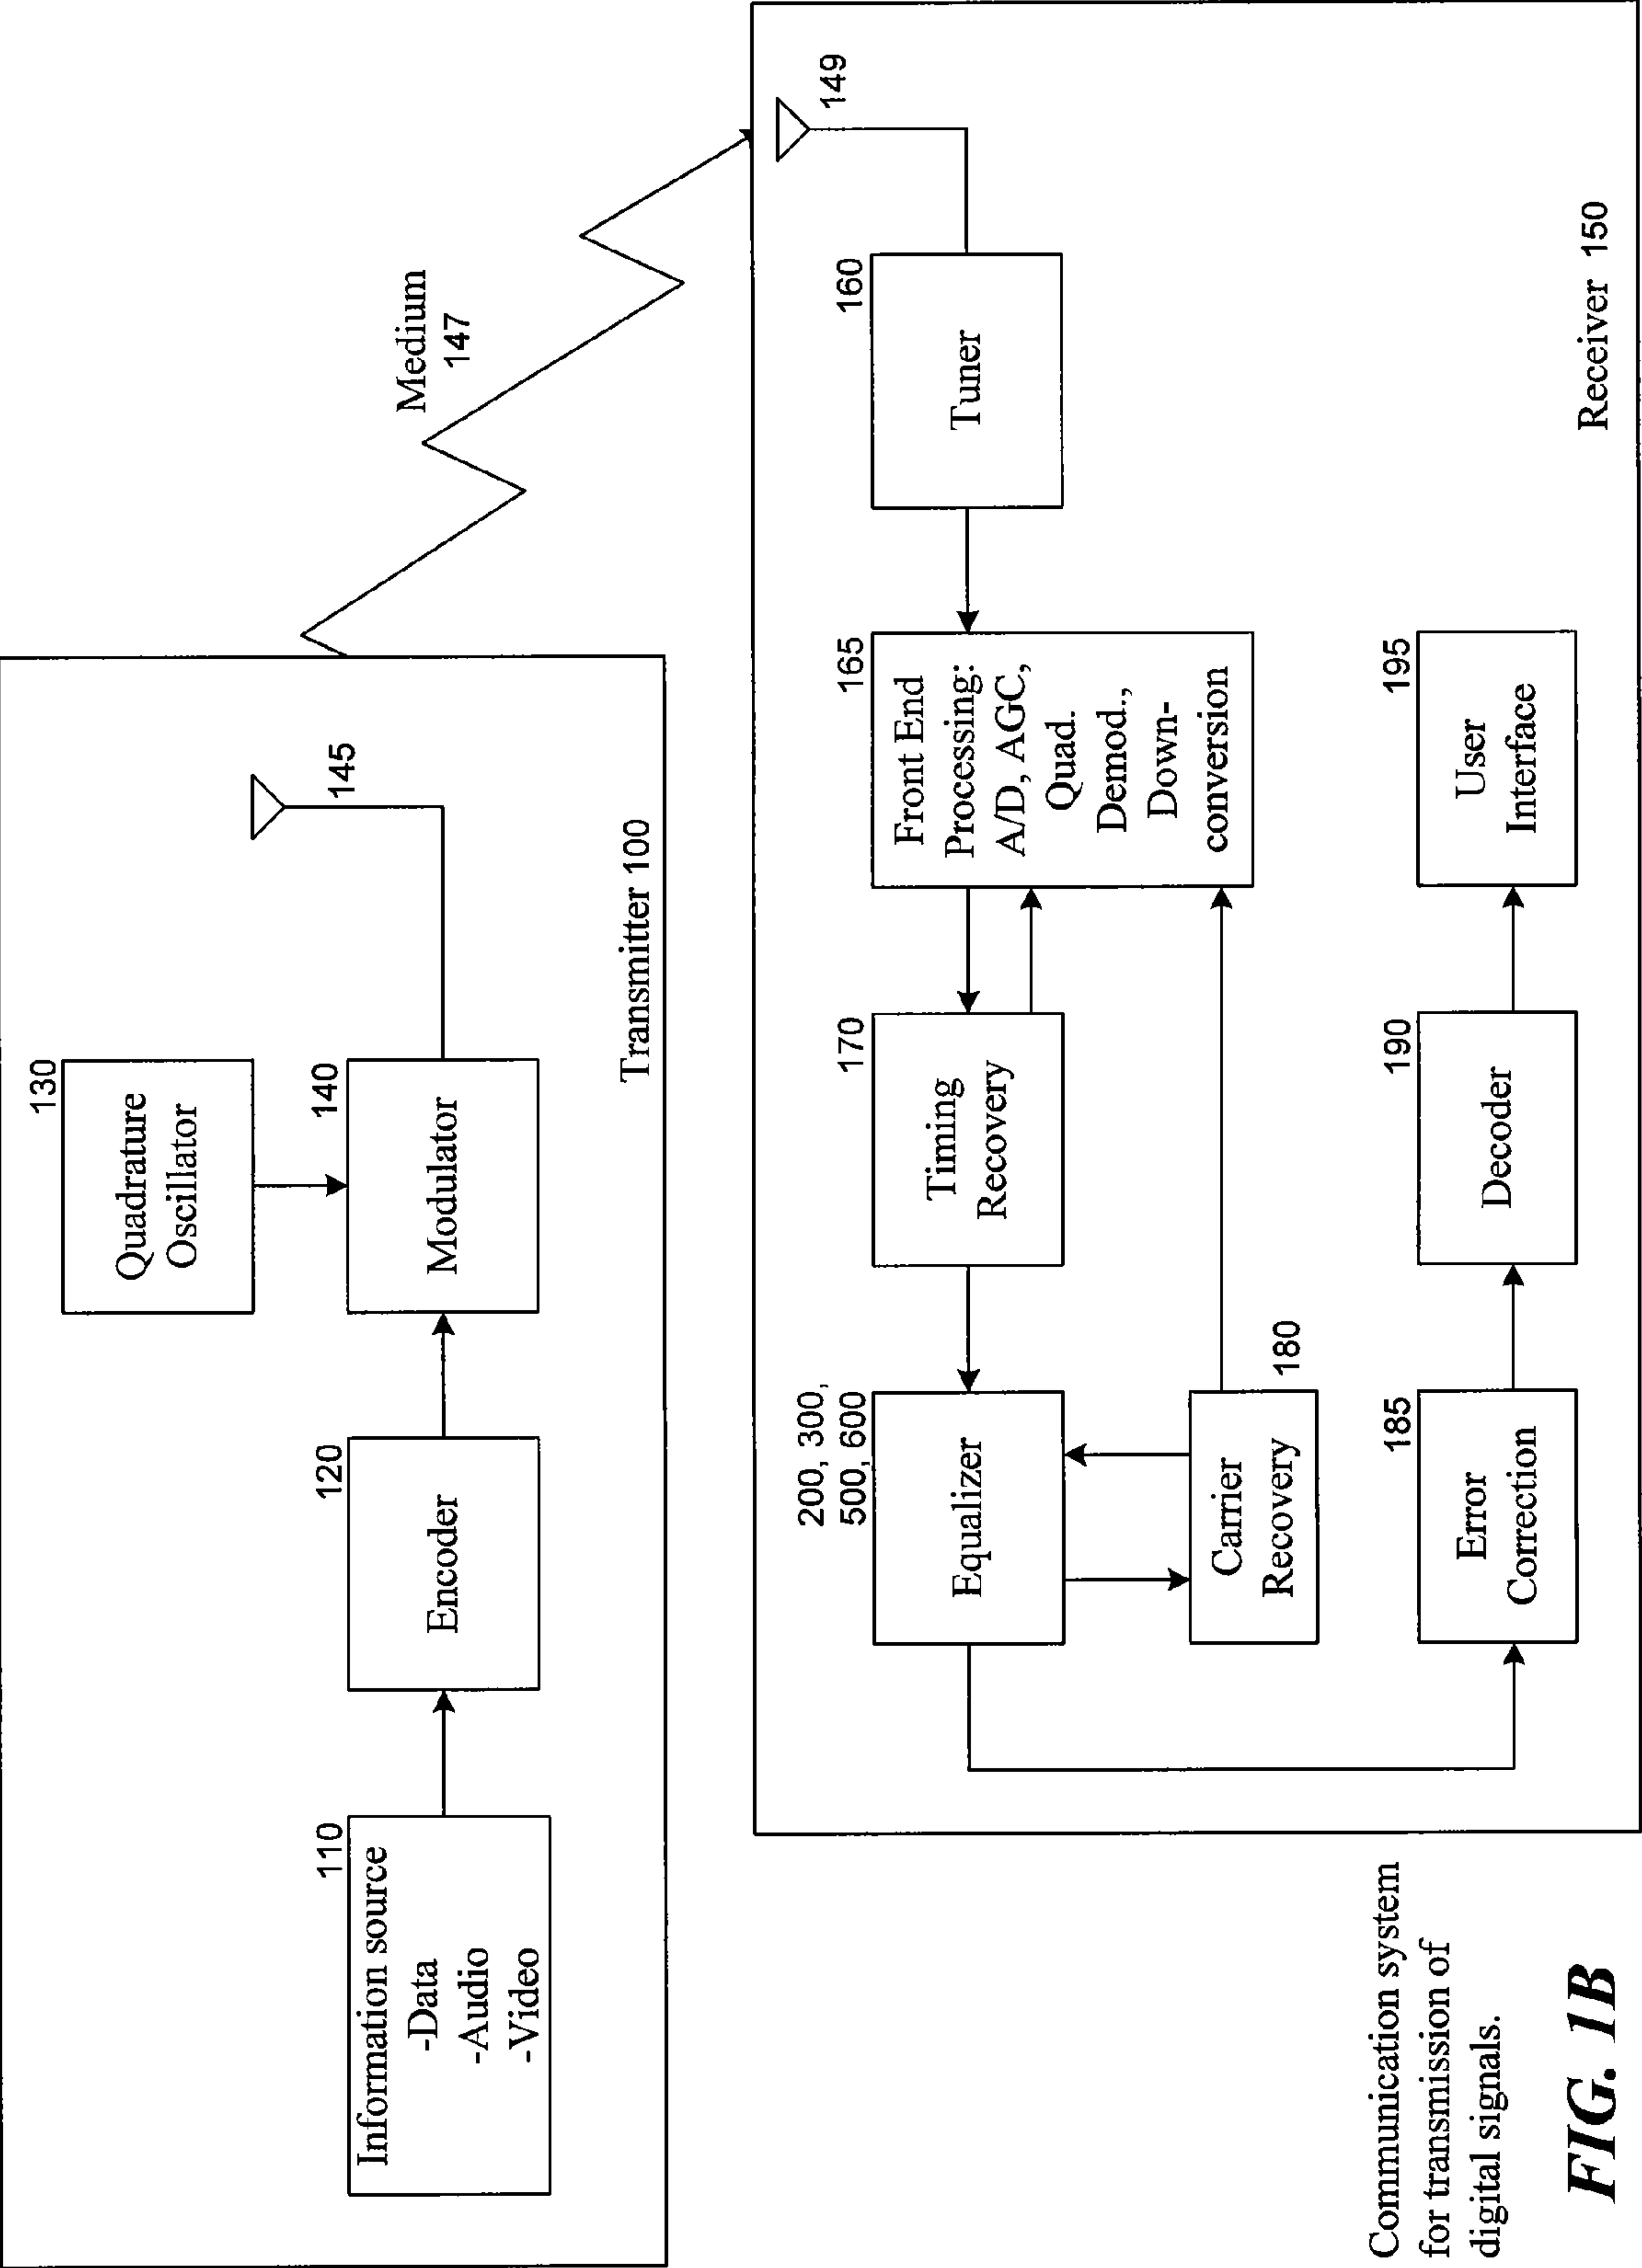 130
Quadrature
Oscillator
110
Information source
-Data
-Audio
-Video
120
Encoder
140
Modulator
145
Transmitter 100
Medium
147
149
200, 300,
500, 600
Equalizer
170
Timing
Recovery
165
Front End
Processing:
A/D, AGC,
Quad.
Demod.,
Down-
conversion
160
Tuner
Carrier
Recovery
180
185
Error
Correction
190
Decoder
195
User
Interface
Receiver 150
Communication system
for transmission of
digital signals.
FIG. 1B